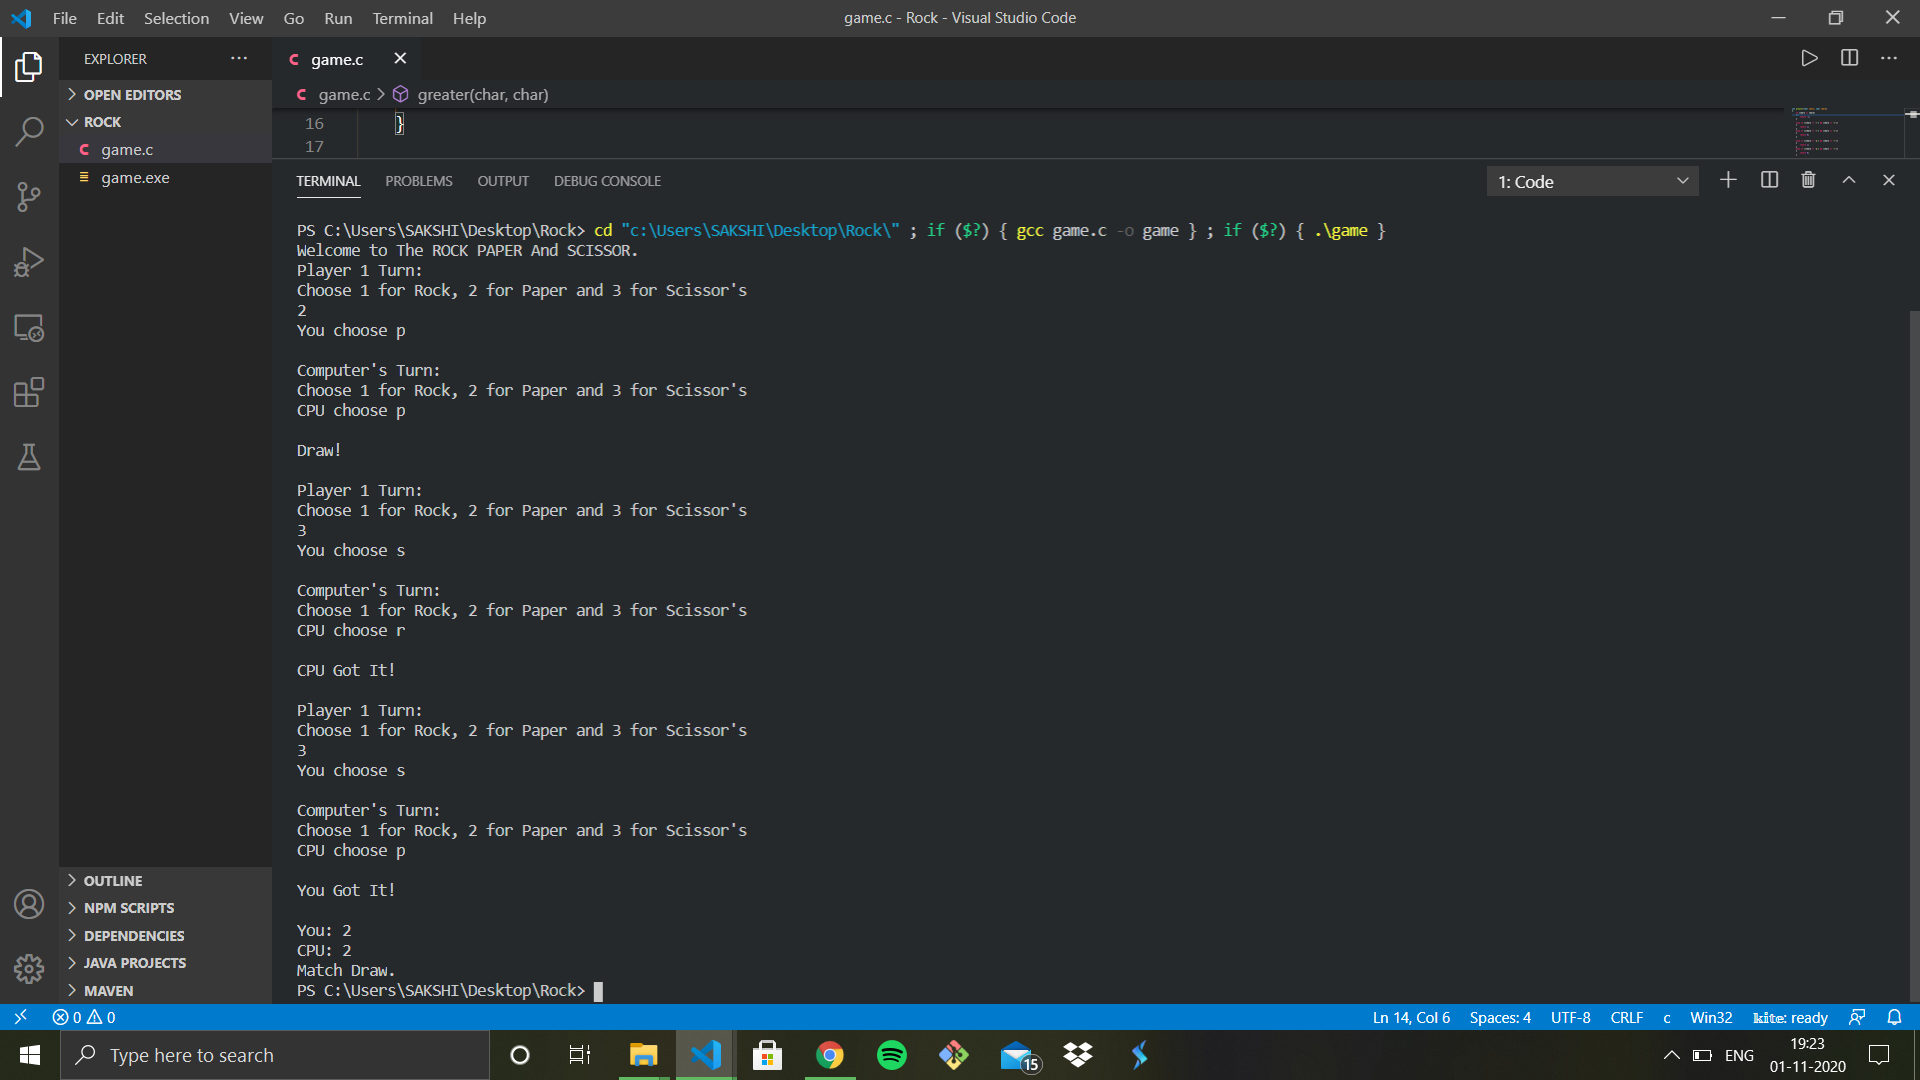 File Edit Selection View Go Run Terminal Help
game.c - Rock - Visual Studio Code
EXPLORER
OPEN EDITORS
ROCK
game.c
game.exe
OUTLINE
NPM SCRIPTS
DEPENDENCIES
JAVA PROJECTS
MAVEN
game.c
game.c > greater(char, char)
16 }
17
TERMINAL PROBLEMS OUTPUT DEBUG CONSOLE
1: Code
PS C:\Users\SAKSHI\Desktop\Rock> cd "c:\Users\SAKSHI\Desktop\Rock\" ; if ($?) { gcc game.c -o game } ; if ($?) { .\game }
Welcome to The ROCK PAPER And SCISSOR.
Player 1 Turn:
Choose 1 for Rock, 2 for Paper and 3 for Scissor's
2
You choose p
Computer's Turn:
Choose 1 for Rock, 2 for Paper and 3 for Scissor's
CPU choose p
Draw!
Player 1 Turn:
Choose 1 for Rock, 2 for Paper and 3 for Scissor's
3
You choose s
Computer's Turn:
Choose 1 for Rock, 2 for Paper and 3 for Scissor's
CPU choose r
CPU Got It!
Player 1 Turn:
Choose 1 for Rock, 2 for Paper and 3 for Scissor's
3
You choose s
Computer's Turn:
Choose 1 for Rock, 2 for Paper and 3 for Scissor's
CPU choose p
You Got It!
You: 2
CPU: 2
Match Draw.
PS C:\Users\SAKSHI\Desktop\Rock>
0 0
Ln 14, Col 6 Spaces: 4 UTF-8 CRLF c Win32 kite: ready
Type here to search
15
ENG
19:23
01-11-2020